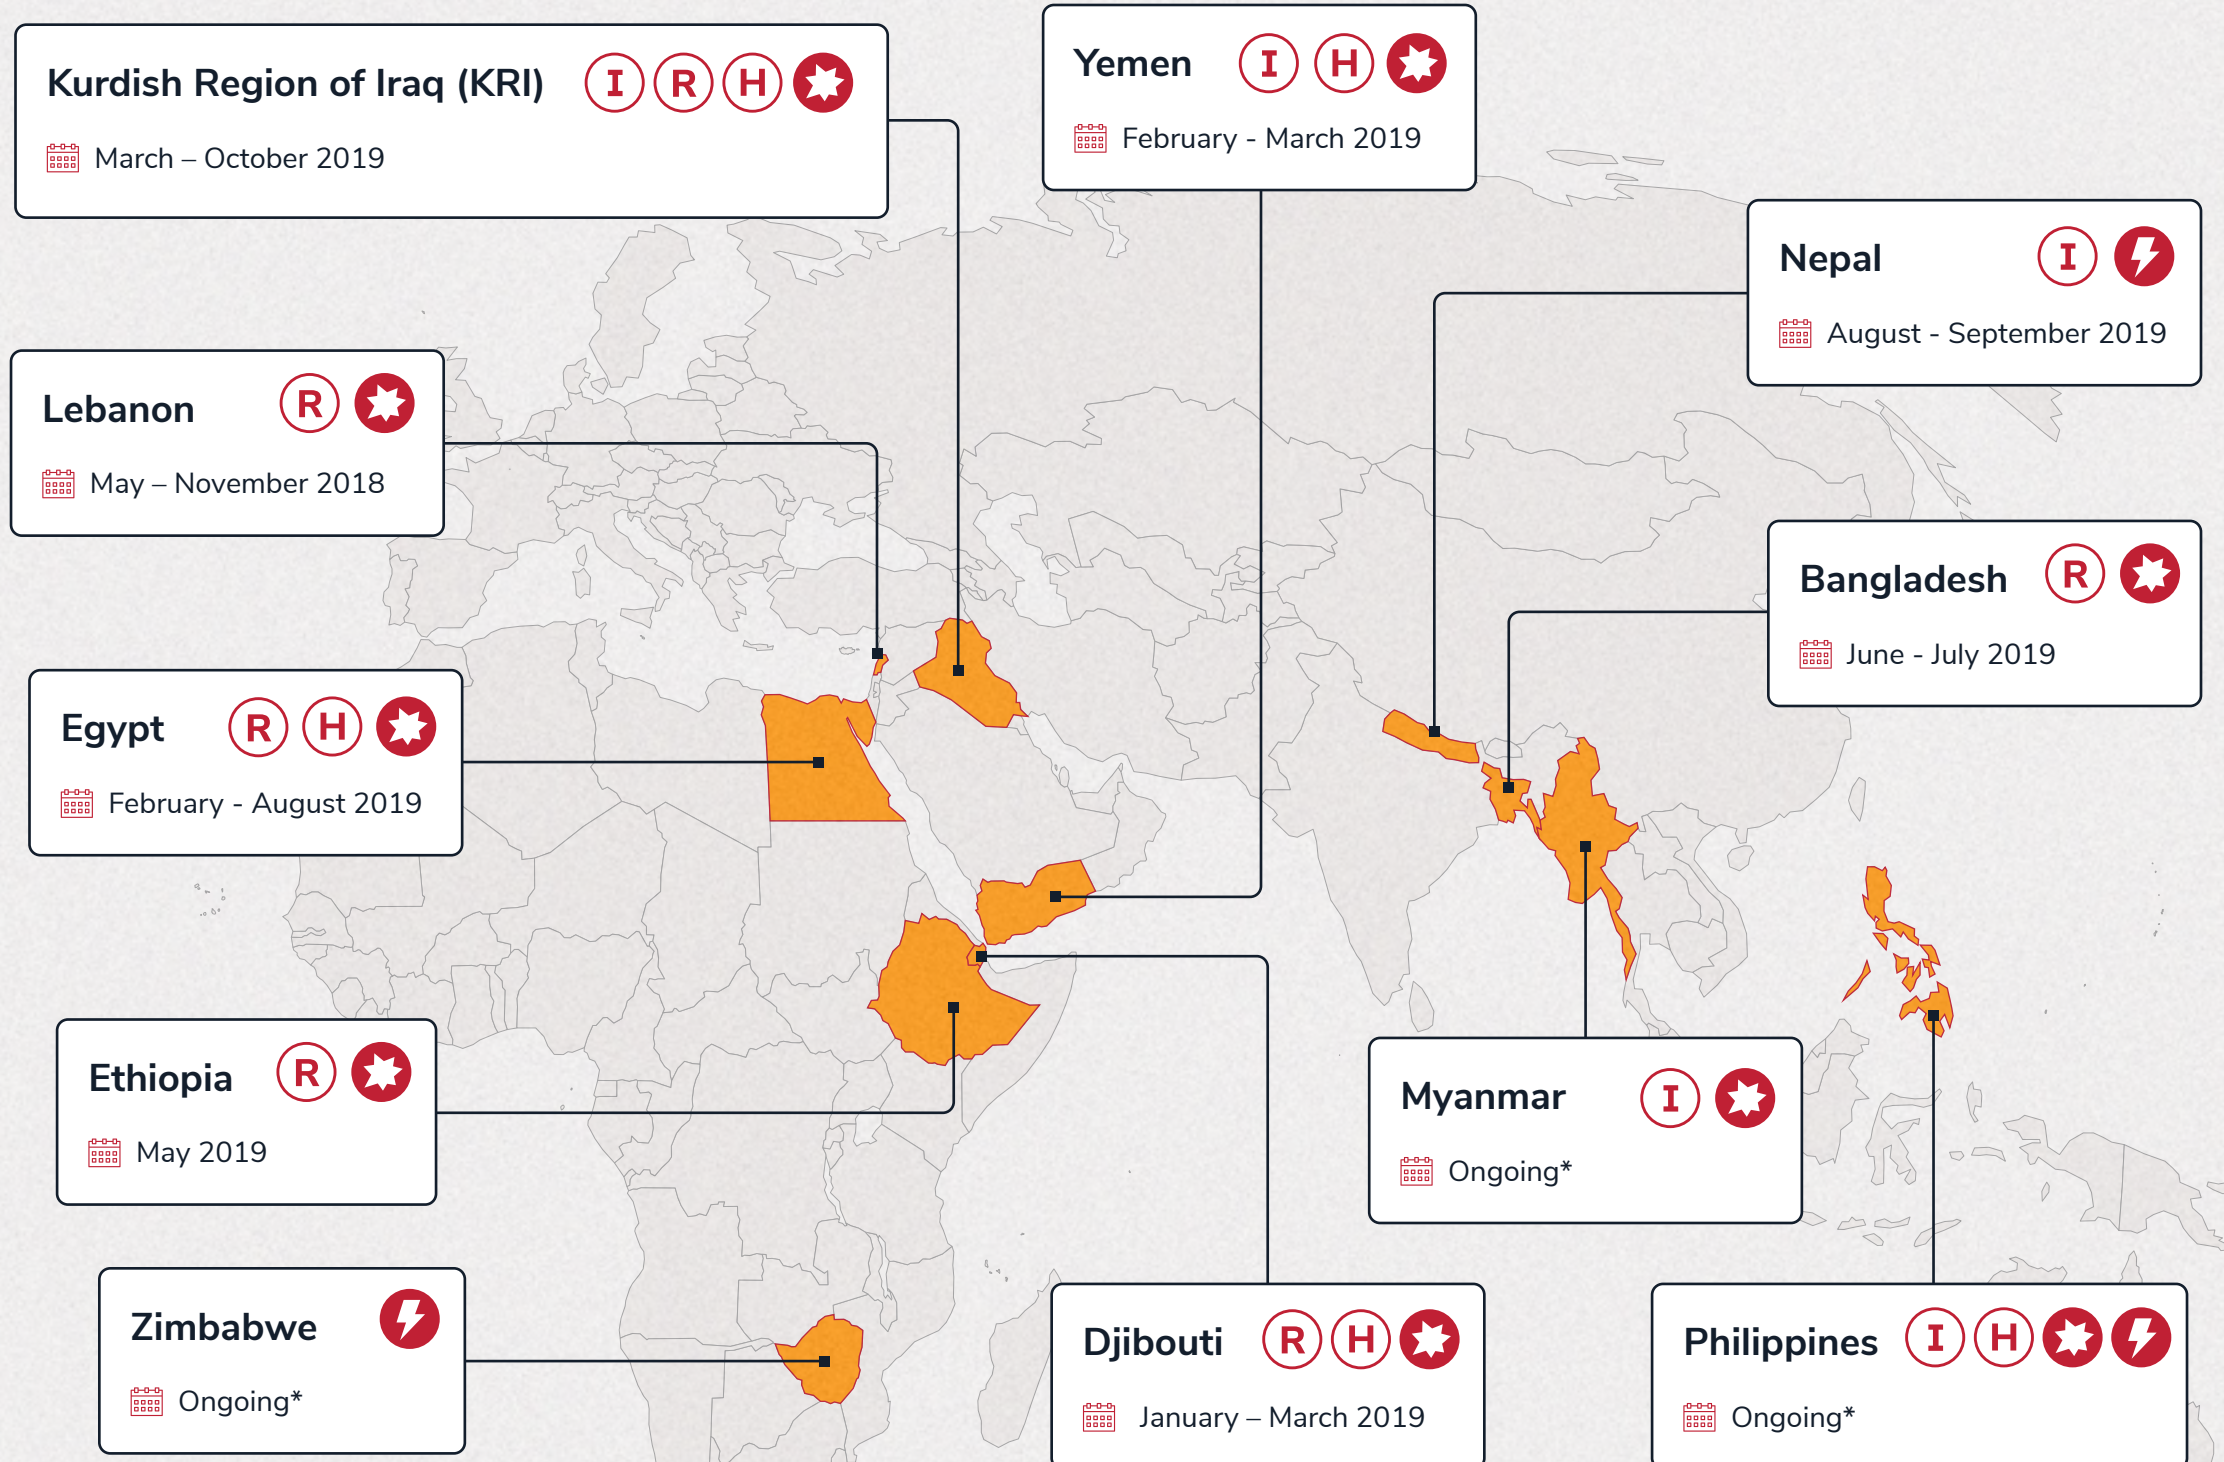 Kurdish Region of Iraq (KRI) I R H
March – October 2019
Yemen I H
February - March 2019
Nepal I
August - September 2019
Lebanon R
May – November 2018
Bangladesh R
June - July 2019
Egypt R H
February - August 2019
Ethiopia R
May 2019
Myanmar I
Ongoing*
Zimbabwe
Ongoing*
Djibouti R H
January – March 2019
Philippines I H
Ongoing*